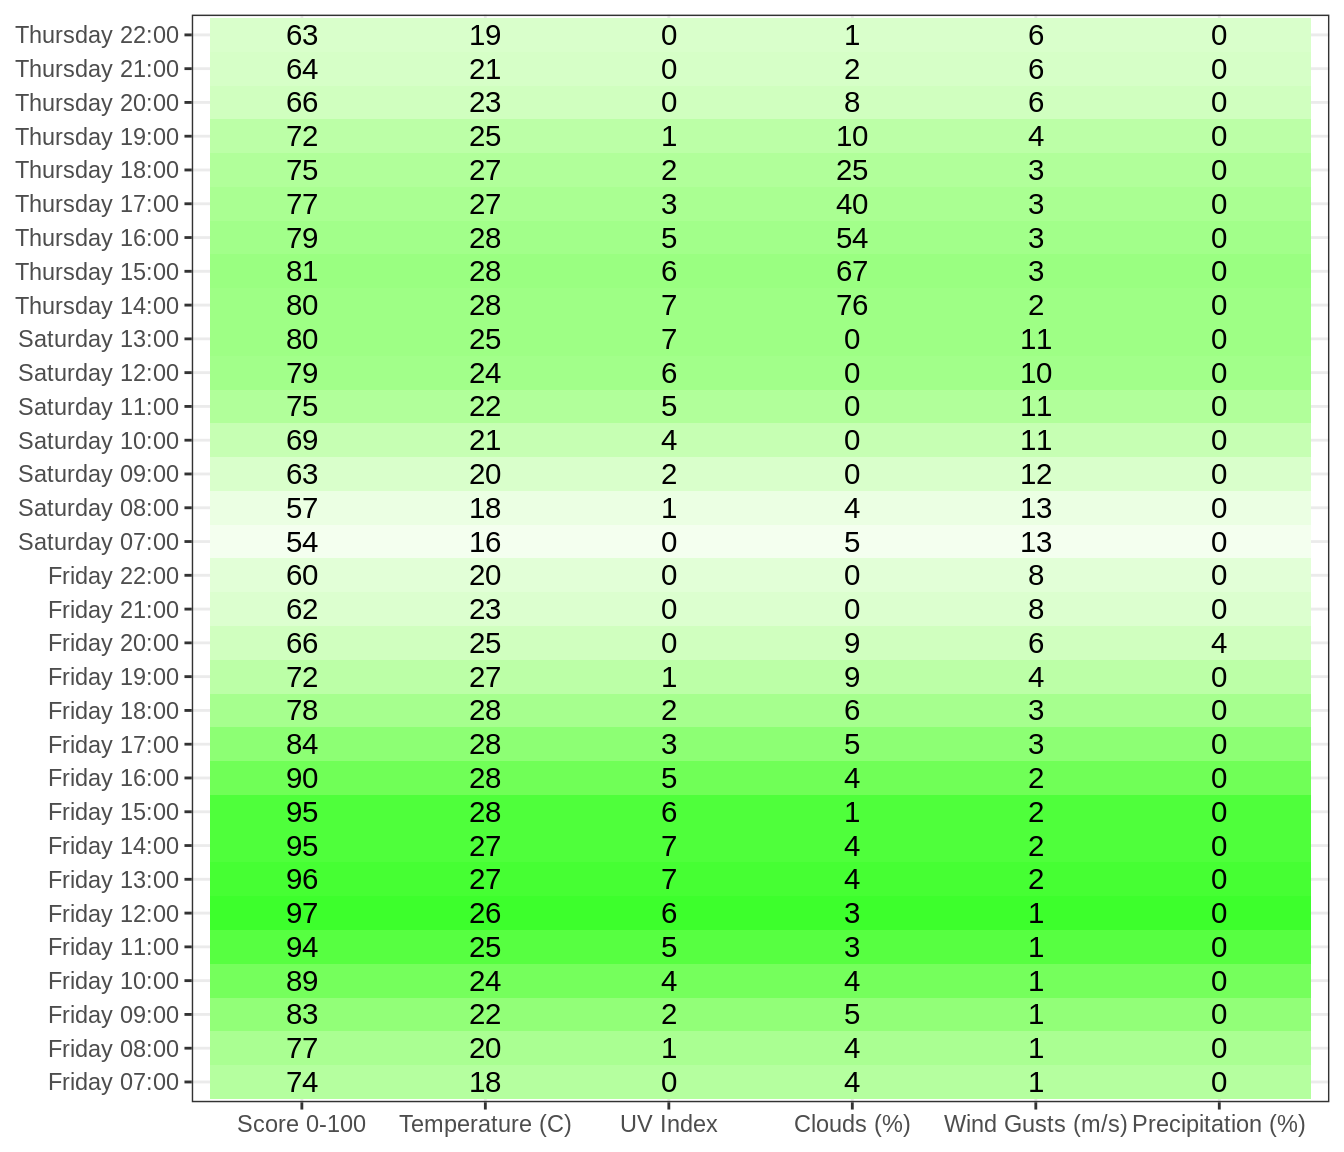 Thursday 22:00 63 19 0 1 6 0
Thursday 21:00 64 21 0 2 6 0
Thursday 20:00 66 23 0 8 6 0
Thursday 19:00 72 25 1 10 4 0
Thursday 18:00 75 27 2 25 3 0
Thursday 17:00 77 27 3 40 3 0
Thursday 16:00 79 28 5 54 3 0
Thursday 15:00 81 28 6 67 3 0
Thursday 14:00 80 28 7 76 2 0
Saturday 13:00 80 25 7 0 11 0
Saturday 12:00 79 24 6 0 10 0
Saturday 11:00 75 22 5 0 11 0
Saturday 10:00 69 21 4 0 11 0
Saturday 09:00 63 20 2 0 12 0
Saturday 08:00 57 18 1 4 13 0
Saturday 07:00 54 16 0 5 13 0
Friday 22:00 60 20 0 0 8 0
Friday 21:00 62 23 0 0 8 0
Friday 20:00 66 25 0 9 6 4
Friday 19:00 72 27 1 9 4 0
Friday 18:00 78 28 2 6 3 0
Friday 17:00 84 28 3 5 3 0
Friday 16:00 90 28 5 4 2 0
Friday 15:00 95 28 6 1 2 0
Friday 14:00 95 27 7 4 2 0
Friday 13:00 96 27 7 4 2 0
Friday 12:00 97 26 6 3 1 0
Friday 11:00 94 25 5 3 1 0
Friday 10:00 89 24 4 4 1 0
Friday 09:00 83 22 2 5 1 0
Friday 08:00 77 20 1 4 1 0
Friday 07:00 74 18 0 4 1 0
Score 0-100 Temperature (C) UV Index Clouds (%) Wind Gusts (m/s) Precipitation (%)